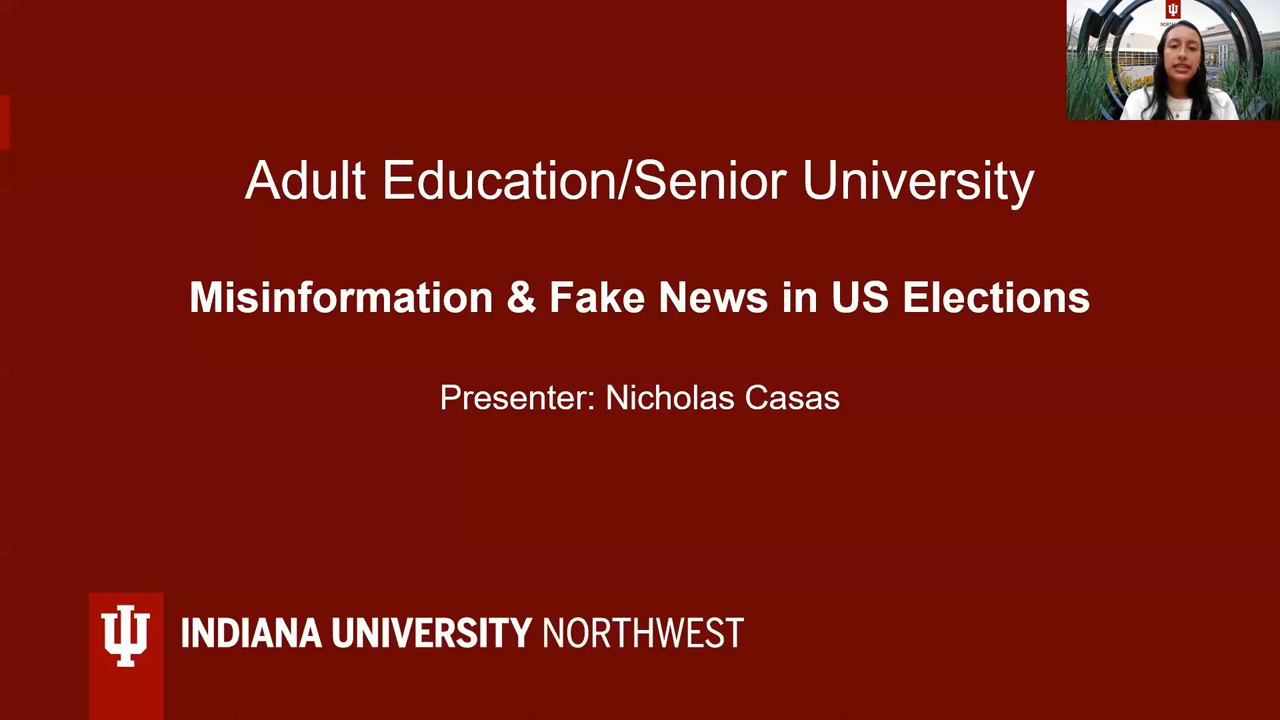 Adult Education/Senior University
Misinformation & Fake News in US Elections
Presenter: Nicholas Casas
INDIANA UNIVERSITY NORTHWEST